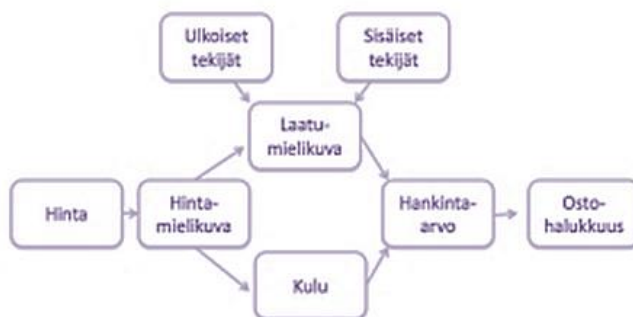 Ulkoiset
tekijät
Sisäiset
tekijät
Laatu-
mielikuva
Hinta
Hinta-
mielikuva
Hankinta-
arvo
Osto-
halukkuus
Kulu